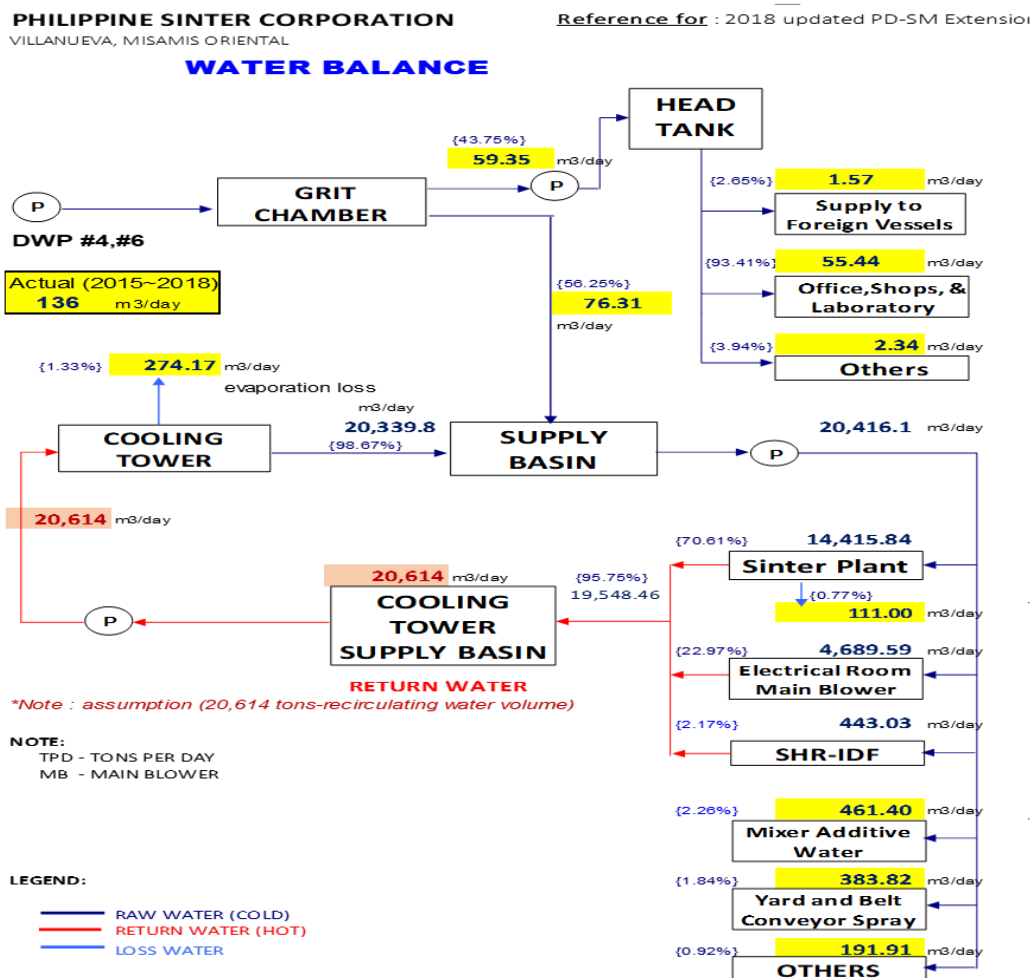 PHILIPPINE SINTER CORPORATION
Reference for : 2018 updated PD-SM Extension
VILLANUEVA, MISAMIS ORIENTAL
WATER BALANCE
HEAD
TANK
{43.75%}
59.35 m3/day
P
GRIT
CHAMBER
P
DWP #4,#6
{2.65%} 1.57 m3/day
Supply to
Foreign Vessels
{93.41%} 55.44 m3/day
Office,Shops, &
Laboratory
{3.94%} 2.34 m3/day
Others
Actual (2015~2018)
136 m3/day
{56.25%}
76.31
m3/day
{1.33%} 274.17 m3/day
evaporation loss
m3/day
20,339.8
{98.67%}
COOLING
TOWER
SUPPLY
BASIN
P
20,416.1 m3/day
20,614 m3/day
{70.61%} 14,415.84
Sinter Plant
{0.77%}
111.00 m3/day
20,614 m3/day
{95.75%}
19,548.46
COOLING
TOWER
SUPPLY BASIN
P
RETURN WATER
4,689.59 m3/day
{22.97%}
Electrical Room
Main Blower
*Note : assumption (20,614 tons-recirculating water volume)
{2.17%} 443.03 m3/day
SHR-IDF
NOTE:
TPD - TONS PER DAY
MB - MAIN BLOWER
{2.26%} 461.40 m3/day
Mixer Additive
Water
{1.84%} 383.82 m3/day
Yard and Belt
Conveyor Spray
{0.92%} 191.91 m3/day
OTHERS
LEGEND:
RAW WATER (COLD)
RETURN WATER (HOT)
LOSS WATER